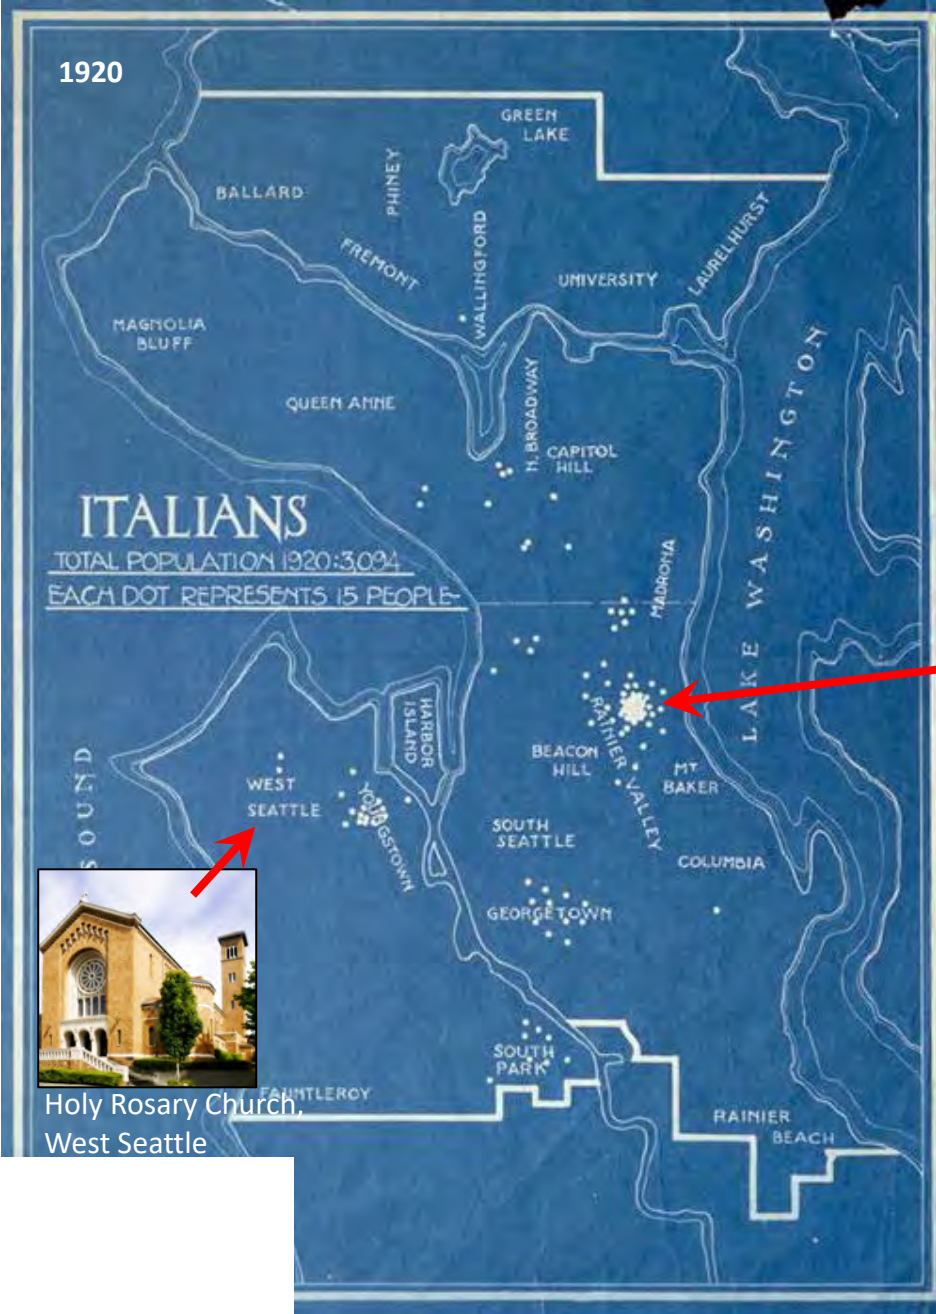 1920
GREEN
LAKE
PHINEY
BALLARD
LAURELHURST
FREMONT
WALLINGFORD
UNIVERSITY
MAGNOLIA
BLUFF
QUEEN ANNE
N. BROADWAY
CAPITOL
HILL
LAKE WASHINGTON
ITALIANS
TOTAL POPULATION 1920:3,094
EACH DOT REPRESENTS 15 PEOPLE-
MADRONA
HARBOR
ISLAND
RAINIER VALLEY
BEACON
HILL
MT
BAKER
SOUND
WEST
SEATTLE
YOUNGSTOWN
SOUTH
SEATTLE
COLUMBIA
GEORGETOWN
SOUTH
PARK
FAUNTLEROY
RAINIER
BEACH
Holy Rosary Church,
West Seattle